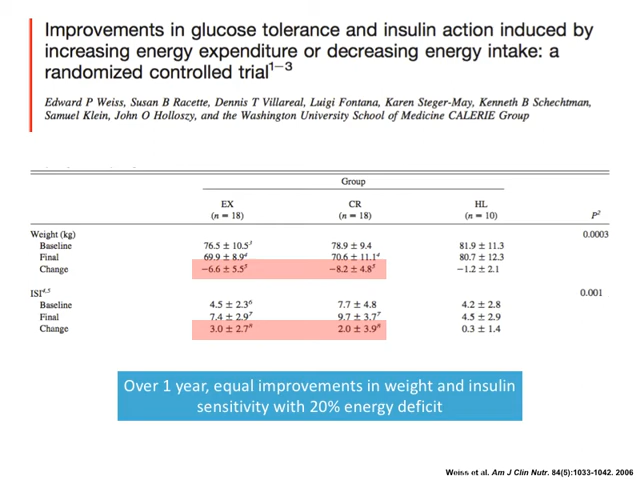 Improvements in glucose tolerance and insulin action induced by
increasing energy expenditure or decreasing energy intake: a
randomized controlled trial¹⁻³
Edward P Weiss, Susan B Racette, Dennis T Villareal, Luigi Fontana, Karen Steger-May, Kenneth B Schechtman,
Samuel Klein, John O Holloszy, and the Washington University School of Medicine CALERIE Group
Group
EX CR HL
(n = 18) (n = 18) (n = 10) P²
Weight (kg) 0.0003
Baseline 76.5 ± 10.5³ 78.9 ± 9.4 81.9 ± 11.3
Final 69.9 ± 8.9⁴ 70.6 ± 11.1⁴ 80.7 ± 12.3
Change −6.6 ± 5.5⁵ −8.2 ± 4.8⁵ −1.2 ± 2.1
ISI⁴,⁵ 0.001
Baseline 4.5 ± 2.3⁶ 7.7 ± 4.8 4.2 ± 2.8
Final 7.4 ± 2.9⁷ 9.7 ± 3.7⁷ 4.5 ± 2.9
Change 3.0 ± 2.7⁸ 2.0 ± 3.9⁸ 0.3 ± 1.4
Over 1 year, equal improvements in weight and insulin
sensitivity with 20% energy deficit
Weiss et al. Am J Clin Nutr. 84(5):1033-1042. 2006